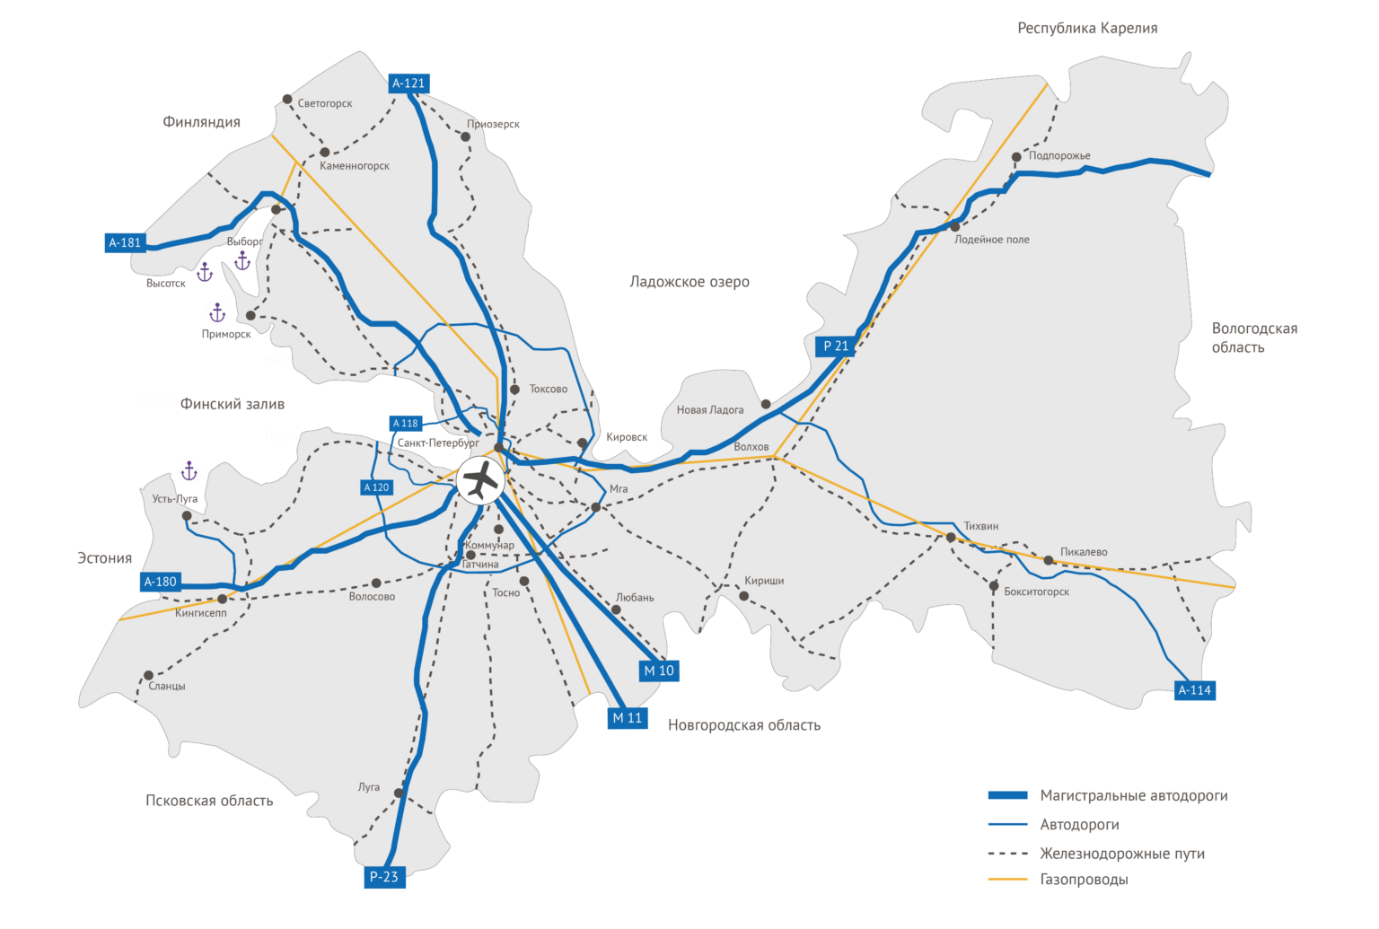 Республика Карелия
А-121
Светогорск
Финляндия
Приозерск
Каменногорск
Подпорожье
А-181
Выборг
Лодейное поле
Высотск
Ладожское озеро
Приморск
Вологодская
область
Р 21
Токсово
Финский залив
Новая Ладога
А 118
Санкт-Петербург
Кировск
Волхов
А 120
Мга
Усть-Луга
Тихвин
Коммунар
Пикалево
Эстония
Гатчина
А-180
Волосово
Тосно
Кириши
Бокситогорск
Любань
Кингисепп
М 10
Сланцы
А-114
М 11
Новгородская область
Луга
Псковская область
Р-23
Магистральные автодороги
Автодороги
Железнодорожные пути
Газопроводы